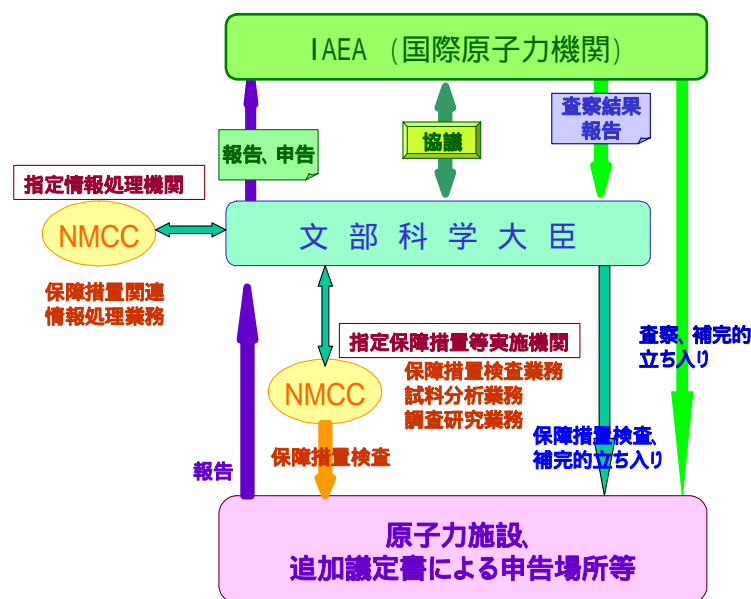 IAEA (国際原子力機関)
査察結果
報告
協議
報告、申告
指定情報処理機関
NMCC
文部科学大臣
保障措置関連
情報処理業務
指定保障措置等実施機関
査察、補完的
立ち入り
NMCC
保障措置検査業務
試料分析業務
調査研究業務
保障措置検査、
補完的立ち入り
保障措置検査
報告
原子力施設、
追加議定書による申告場所等